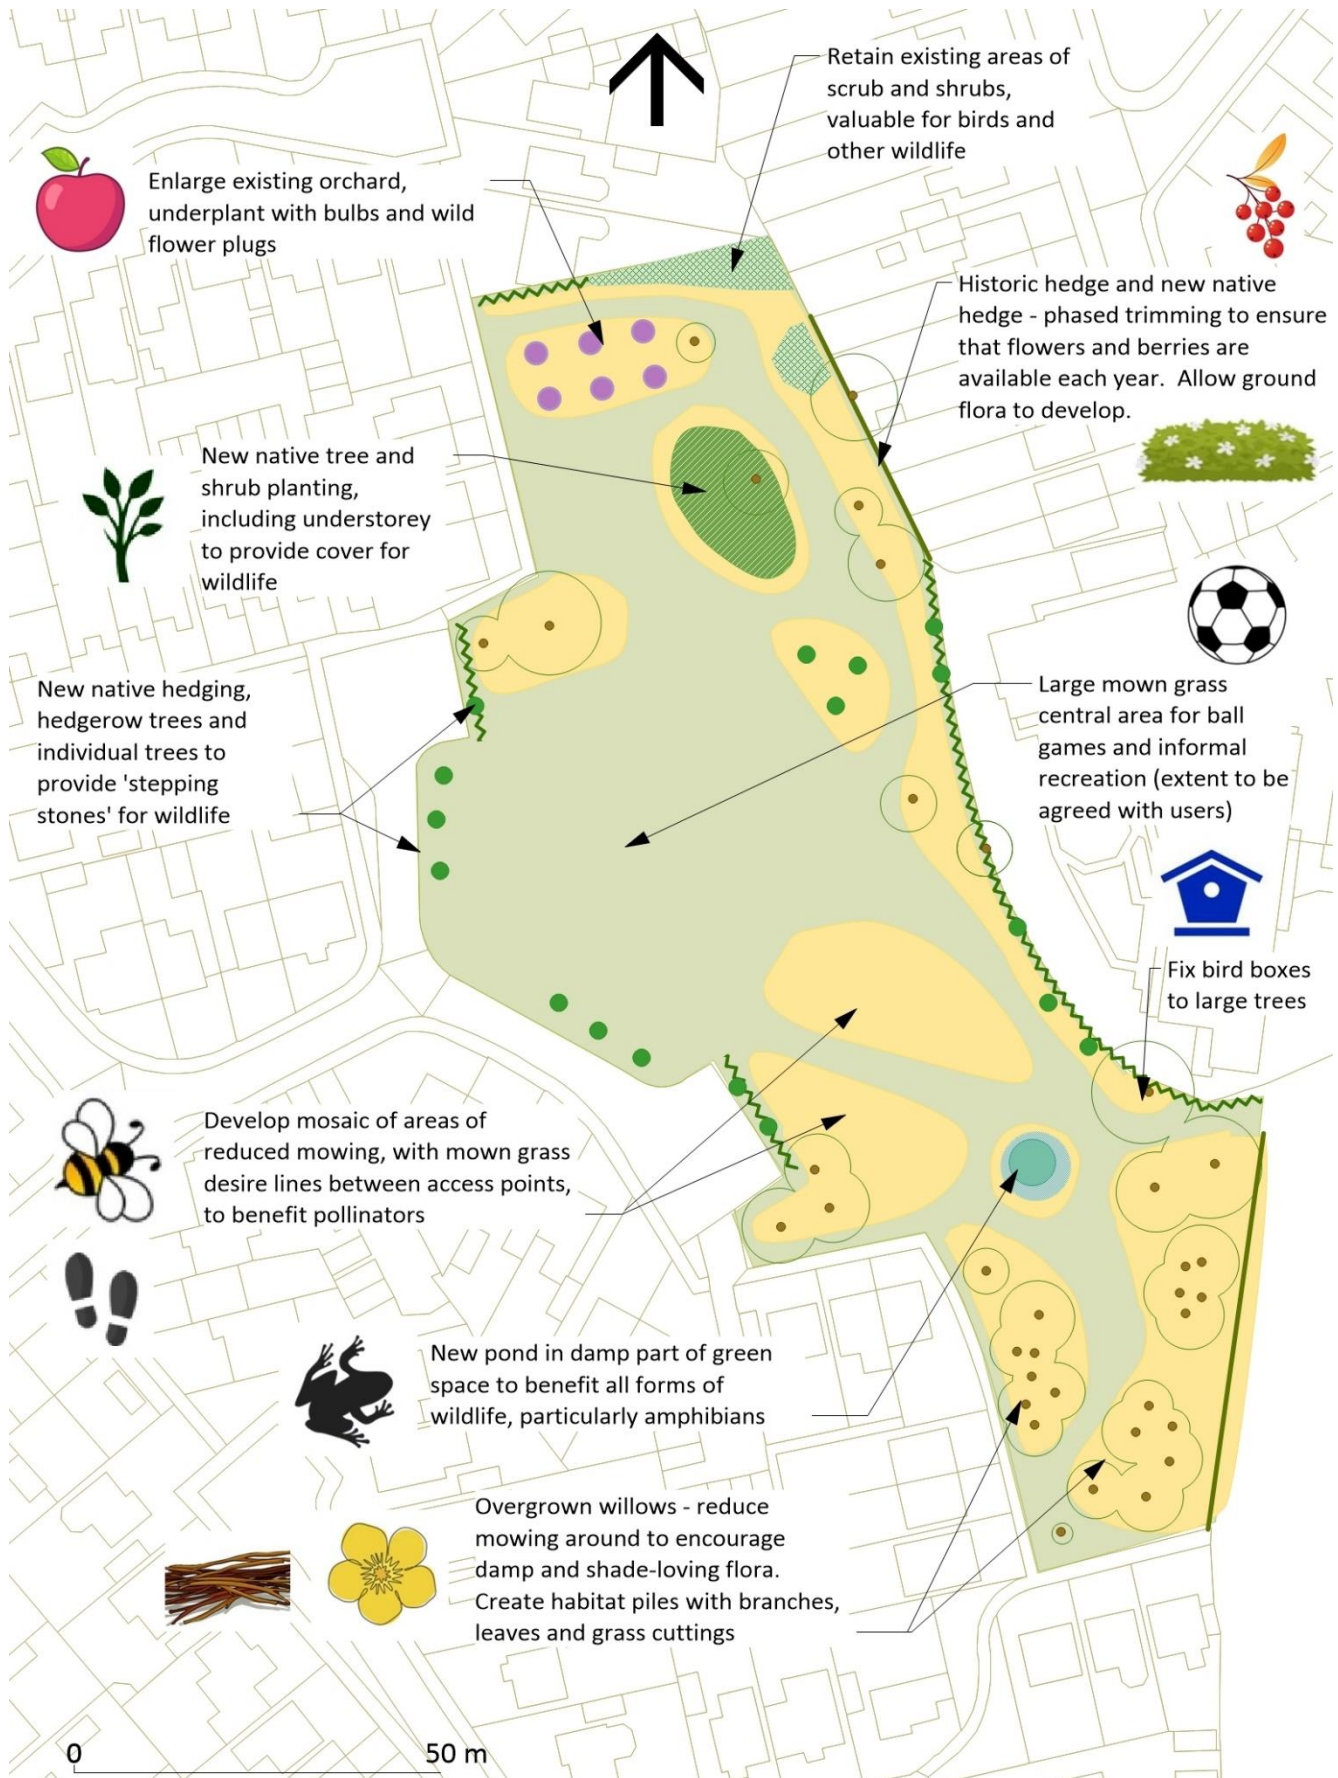 Retain existing areas of
scrub and shrubs,
valuable for birds and
other wildlife
Enlarge existing orchard,
underplant with bulbs and wild
flower plugs
Historic hedge and new native
hedge - phased trimming to ensure
that flowers and berries are
available each year.  Allow ground
flora to develop.
New native tree and
shrub planting,
including understorey
to provide cover for
wildlife
New native hedging,
hedgerow trees and
individual trees to
provide 'stepping
stones' for wildlife
Large mown grass
central area for ball
games and informal
recreation (extent to be
agreed with users)
Fix bird boxes
to large trees
Develop mosaic of areas of
reduced mowing, with mown grass
desire lines between access points,
to benefit pollinators
New pond in damp part of green
space to benefit all forms of
wildlife, particularly amphibians
Overgrown willows - reduce
mowing around to encourage
damp and shade-loving flora.
Create habitat piles with branches,
leaves and grass cuttings
0 50 m